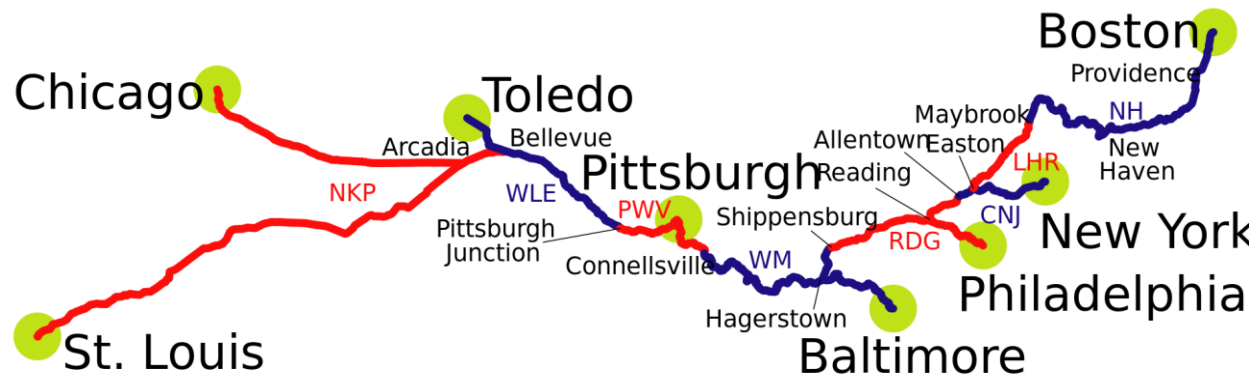 Boston
Providence
Chicago
Toledo
Maybrook
NH
Allentown
Easton
New
Haven
Arcadia
Bellevue
Pittsburgh
Reading
LHR
NKP
WLE
PWV
Shippensburg
CNJ
New York
Pittsburgh
Junction
Connellsville
WM
RDG
Philadelphia
Hagerstown
St. Louis
Baltimore